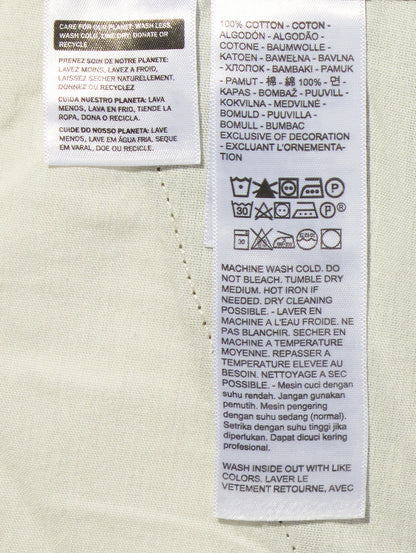 CARE FOR OUR PLANET: WASH LESS,
WASH COLD, LINE DRY, DONATE OR
RECYCLE
PRENEZ SOIN DE NOTRE PLANETE:
LAVEZ MOINS, LAVEZ A FROID,
LAISSEZ SECHER NATURELLEMENT,
DONNEZ OU RECYCLEZ
CUIDA NUESTRO PLANETA: LAVA
MENOS, LAVA EN FRIO, TIENDE LA
ROPA, DONA O RECICLA.
CUIDE DO NOSSO PLANETA: LAVE
MENOS, LAVE EM ÁGUA FRIA, SEQUE
EM VARAL, DOE OU RECICLE.
100% COTTON - COTON -
ALGODÓN - ALGODÃO -
COTONE - BAUMWOLLE -
KATOEN - BAWEŁNA - BAVLNA
- ХЛОПОК - BAMBAKI - PAMUK
- PAMUT - 棉 - 綿 100% - 면 -
KAPAS - BOMBAŽ - PUUVILL -
KOKVILNA - MEDVILNĖ -
BOMULD - PUUVILLA -
BOMULL - BUMBAC
EXCLUSIVE OF DECORATION
- EXCLUANT L'ORNEMENTA-
TION
30
30
MACHINE WASH COLD. DO
NOT BLEACH. TUMBLE DRY
MEDIUM. HOT IRON IF
NEEDED. DRY CLEANING
POSSIBLE. - LAVER EN
MACHINE A L'EAU FROIDE. NE
PAS BLANCHIR. SECHER EN
MACHINE A TEMPERATURE
MOYENNE. REPASSER A
TEMPERATURE ELEVEE AU
BESOIN. NETTOYAGE A SEC
POSSIBLE. - Mesin cuci dengan
suhu rendah. Jangan gunakan
pemutih. Mesin pengering
dengan suhu sedang (normal).
Setrika dengan suhu tinggi jika
diperlukan. Dapat dicuci kering
profesional.
WASH INSIDE OUT WITH LIKE
COLORS. LAVER LE
VETEMENT RETOURNE, AVEC